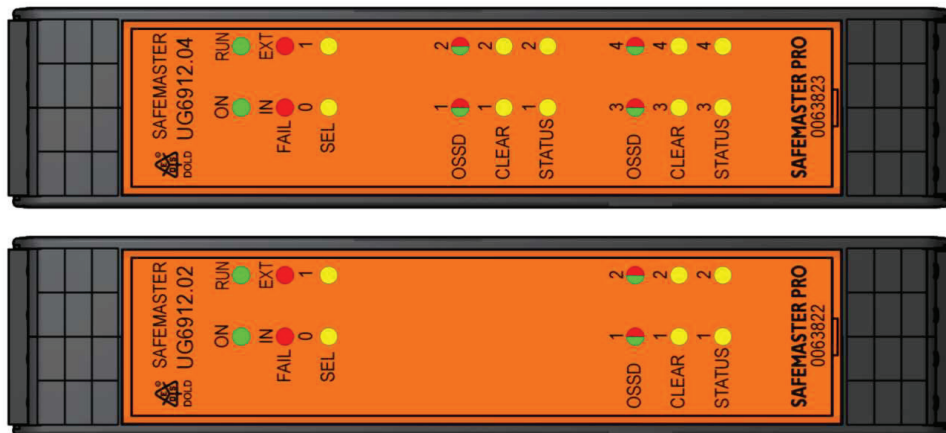 DOLD
SAFEMASTER
UG6912.04
ON RUN
IN EXT
FAIL
0 1
SEL
1 2
OSSD
1 2
CLEAR
1 2
STATUS
3 4
OSSD
3 4
CLEAR
3 4
STATUS
SAFEMASTER PRO
0063823
DOLD
SAFEMASTER
UG6912.02
ON RUN
IN EXT
FAIL
0 1
SEL
1 2
OSSD
1 2
CLEAR
1 2
STATUS
SAFEMASTER PRO
0063822